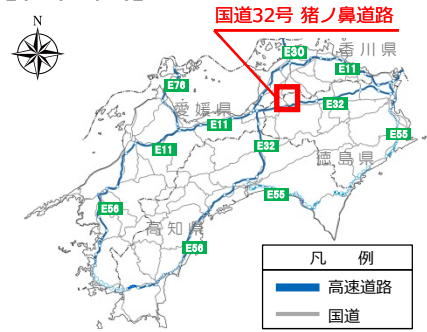 国道32号 猪ノ鼻道路
N
E30
香川県
E11
E76
愛媛県
E11
E32
E11
E32
E55
徳島県
E55
E56
高知県
E56
凡 例
高速道路
国道